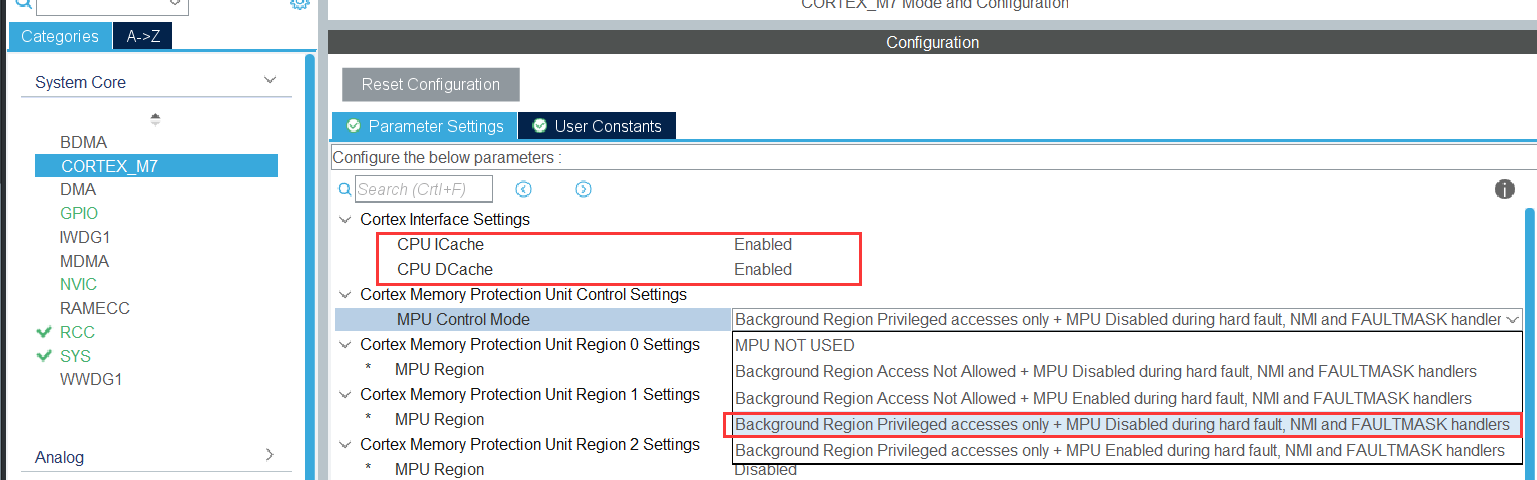 CORTEX_M7 Mode and Configuration
Categories
A->Z
Configuration
System Core
Reset Configuration
BDMA
CORTEX_M7
DMA
GPIO
IWDG1
MDMA
NVIC
RAMECC
RCC
SYS
WWDG1
Analog
Parameter Settings
User Constants
Configure the below parameters :
Search (Crtl+F)
Cortex Interface Settings
CPU ICache Enabled
CPU DCache Enabled
Cortex Memory Protection Unit Control Settings
MPU Control Mode Background Region Privileged accesses only + MPU Disabled during hard fault, NMI and FAULTMASK handler
Cortex Memory Protection Unit Region 0 Settings
MPU NOT USED
* MPU Region
Background Region Access Not Allowed + MPU Disabled during hard fault, NMI and FAULTMASK handlers
Cortex Memory Protection Unit Region 1 Settings
Background Region Access Not Allowed + MPU Enabled during hard fault, NMI and FAULTMASK handlers
* MPU Region
Background Region Privileged accesses only + MPU Disabled during hard fault, NMI and FAULTMASK handlers
Cortex Memory Protection Unit Region 2 Settings
Background Region Privileged accesses only + MPU Enabled during hard fault, NMI and FAULTMASK handlers
* MPU Region Disabled